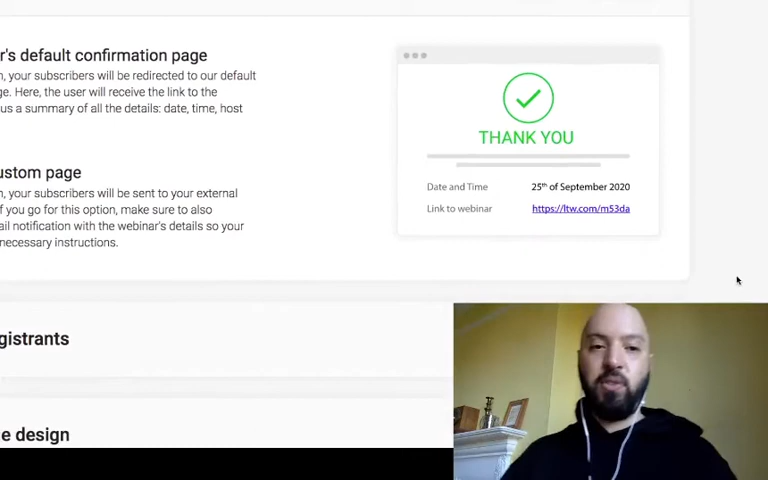 r's default confirmation page
n, your subscribers will be redirected to our default
ge. Here, the user will receive the link to the
us a summary of all the details: date, time, host
ustom page
n, your subscribers will be sent to your external
f you go for this option, make sure to also
ail notification with the webinar's details so your
necessary instructions.
THANK YOU
Date and Time 25th of September 2020
Link to webinar https://ltw.com/m53da
gistrants
e design